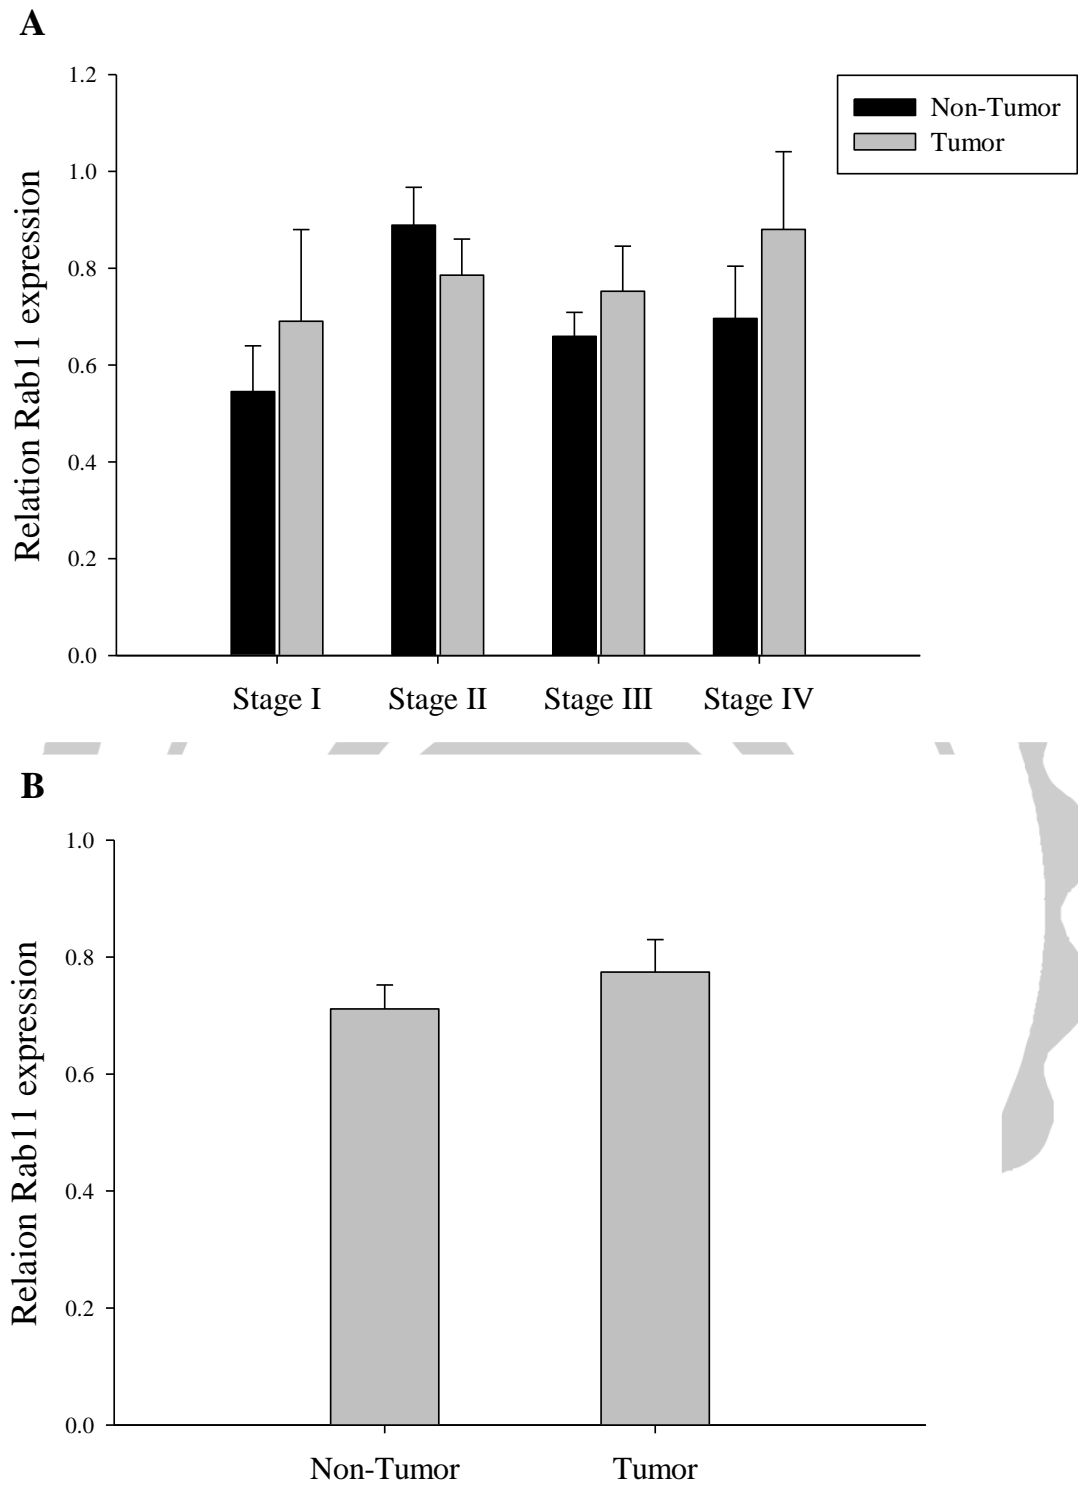 A
1.2
1.0
0.8
0.6
0.4
0.2
0.0
Relation Rab11 expression
Non-Tumor
Tumor
Stage I
Stage II
Stage III
Stage IV
B
1.0
0.8
0.6
0.4
0.2
0.0
Relaion Rab11 expression
Non-Tumor
Tumor